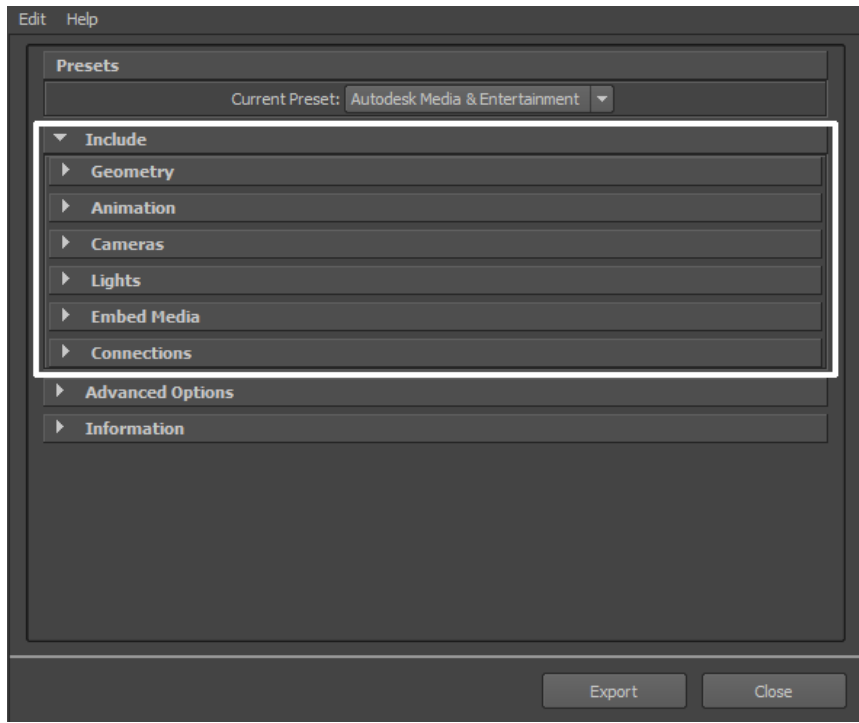 Edit Help
Presets
Current Preset: Autodesk Media & Entertainment
Include
Geometry
Animation
Cameras
Lights
Embed Media
Connections
Advanced Options
Information
Export Close